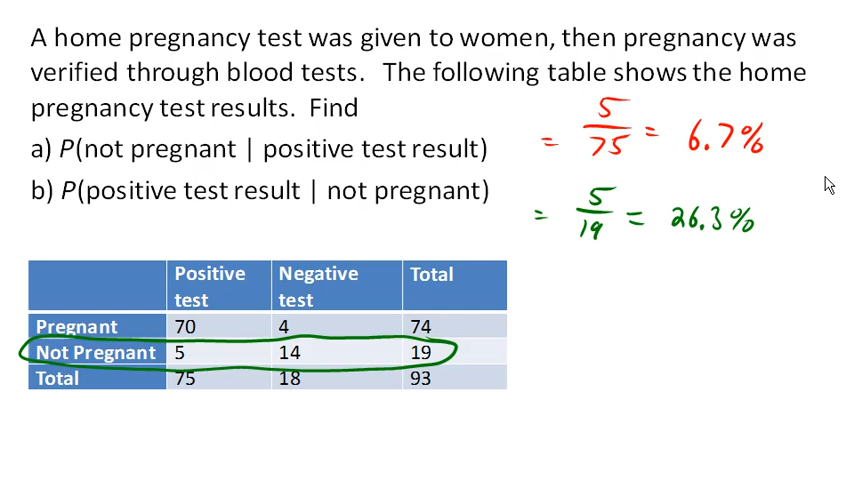 A home pregnancy test was given to women, then pregnancy was
verified through blood tests.  The following table shows the home
pregnancy test results.  Find
a) P(not pregnant | positive test result)
= 5/75 = 6.7%
b) P(positive test result | not pregnant)
= 5/19 = 26.3%
Positive test Negative test Total
Pregnant 70 4 74
Not Pregnant 5 14 19
Total 75 18 93